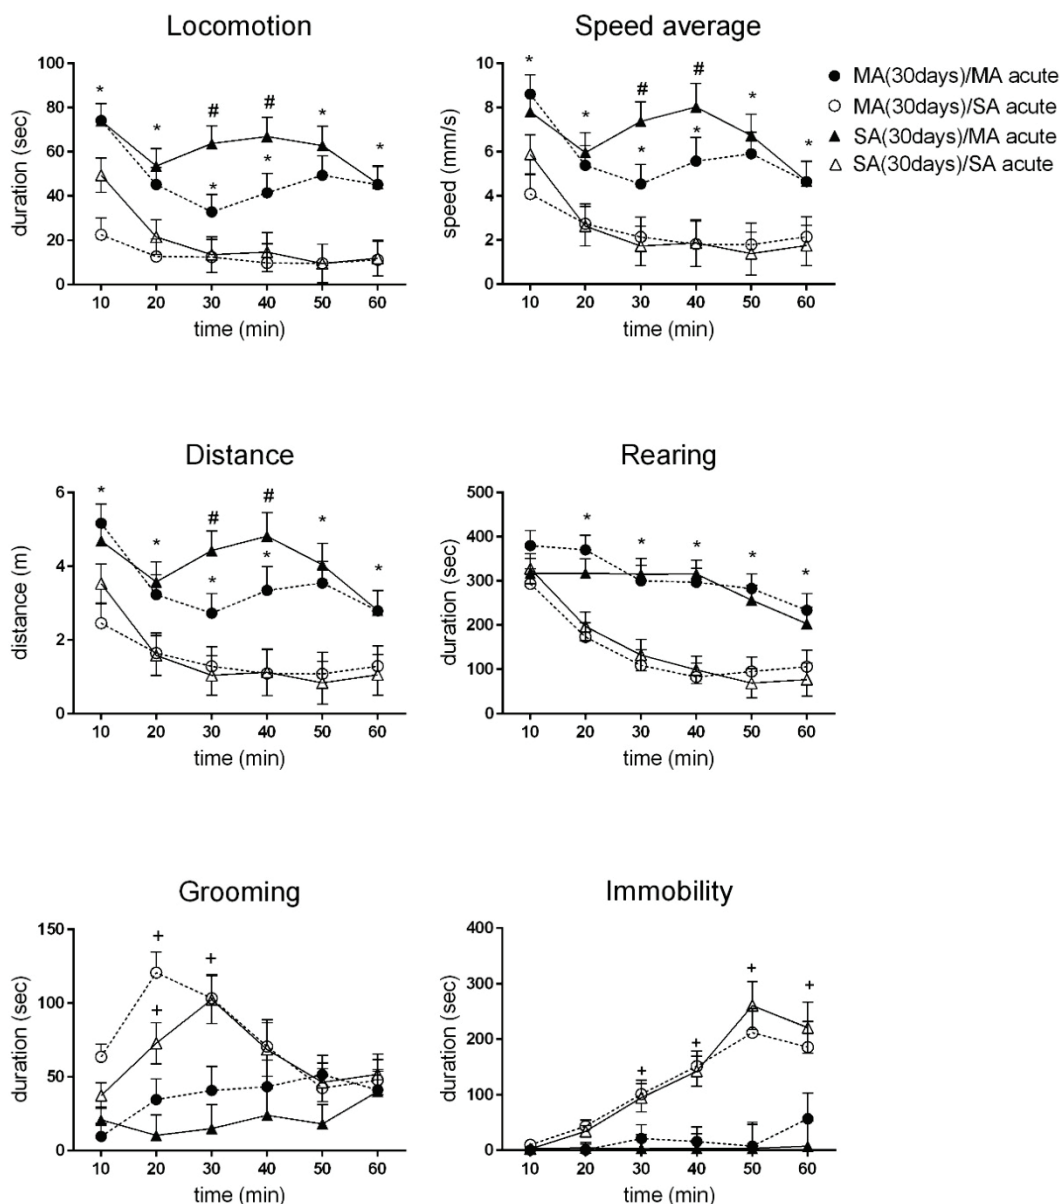 Locomotion
100
80
60
40
20
0
duration (sec)
10 20 30 40 50 60
time (min)
* * # # * *
* *
Speed average
10
8
6
4
2
0
speed (mm/s)
10 20 30 40 50 60
time (min)
* * # # * *
* *
MA(30days)/MA acute
MA(30days)/SA acute
SA(30days)/MA acute
SA(30days)/SA acute
Distance
6
4
2
0
distance (m)
10 20 30 40 50 60
time (min)
* * # # * *
* *
Rearing
500
400
300
200
100
0
duration (sec)
10 20 30 40 50 60
time (min)
* * * * *
Grooming
150
100
50
0
duration (sec)
10 20 30 40 50 60
time (min)
+ +
+
Immobility
400
300
200
100
0
duration (sec)
10 20 30 40 50 60
time (min)
+ + + +